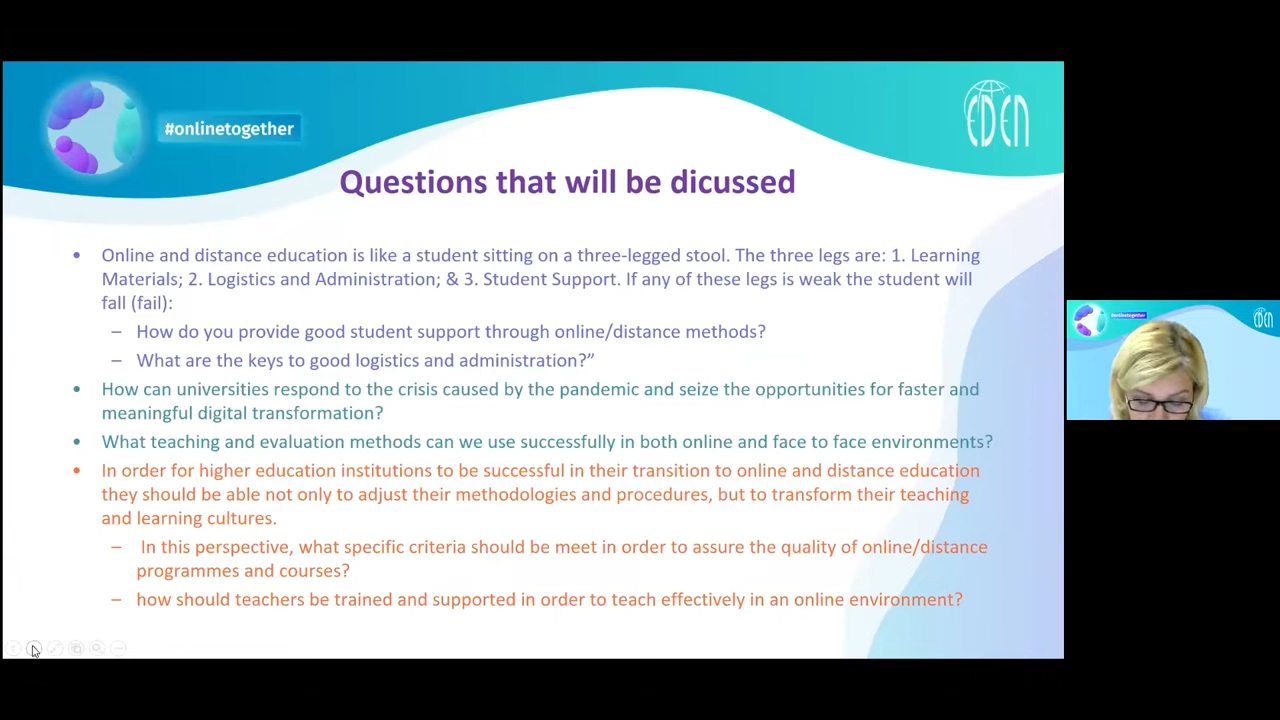 #onlinetogether
EDEN
Questions that will be dicussed
• Online and distance education is like a student sitting on a three-legged stool. The three legs are: 1. Learning
Materials; 2. Logistics and Administration; & 3. Student Support. If any of these legs is weak the student will
fall (fail):
– How do you provide good student support through online/distance methods?
– What are the keys to good logistics and administration?”
• How can universities respond to the crisis caused by the pandemic and seize the opportunities for faster and
meaningful digital transformation?
• What teaching and evaluation methods can we use successfully in both online and face to face environments?
• In order for higher education institutions to be successful in their transition to online and distance education
they should be able not only to adjust their methodologies and procedures, but to transform their teaching
and learning cultures.
– In this perspective, what specific criteria should be meet in order to assure the quality of online/distance
programmes and courses?
– how should teachers be trained and supported in order to teach effectively in an online environment?
#onlinetogether
EDEN